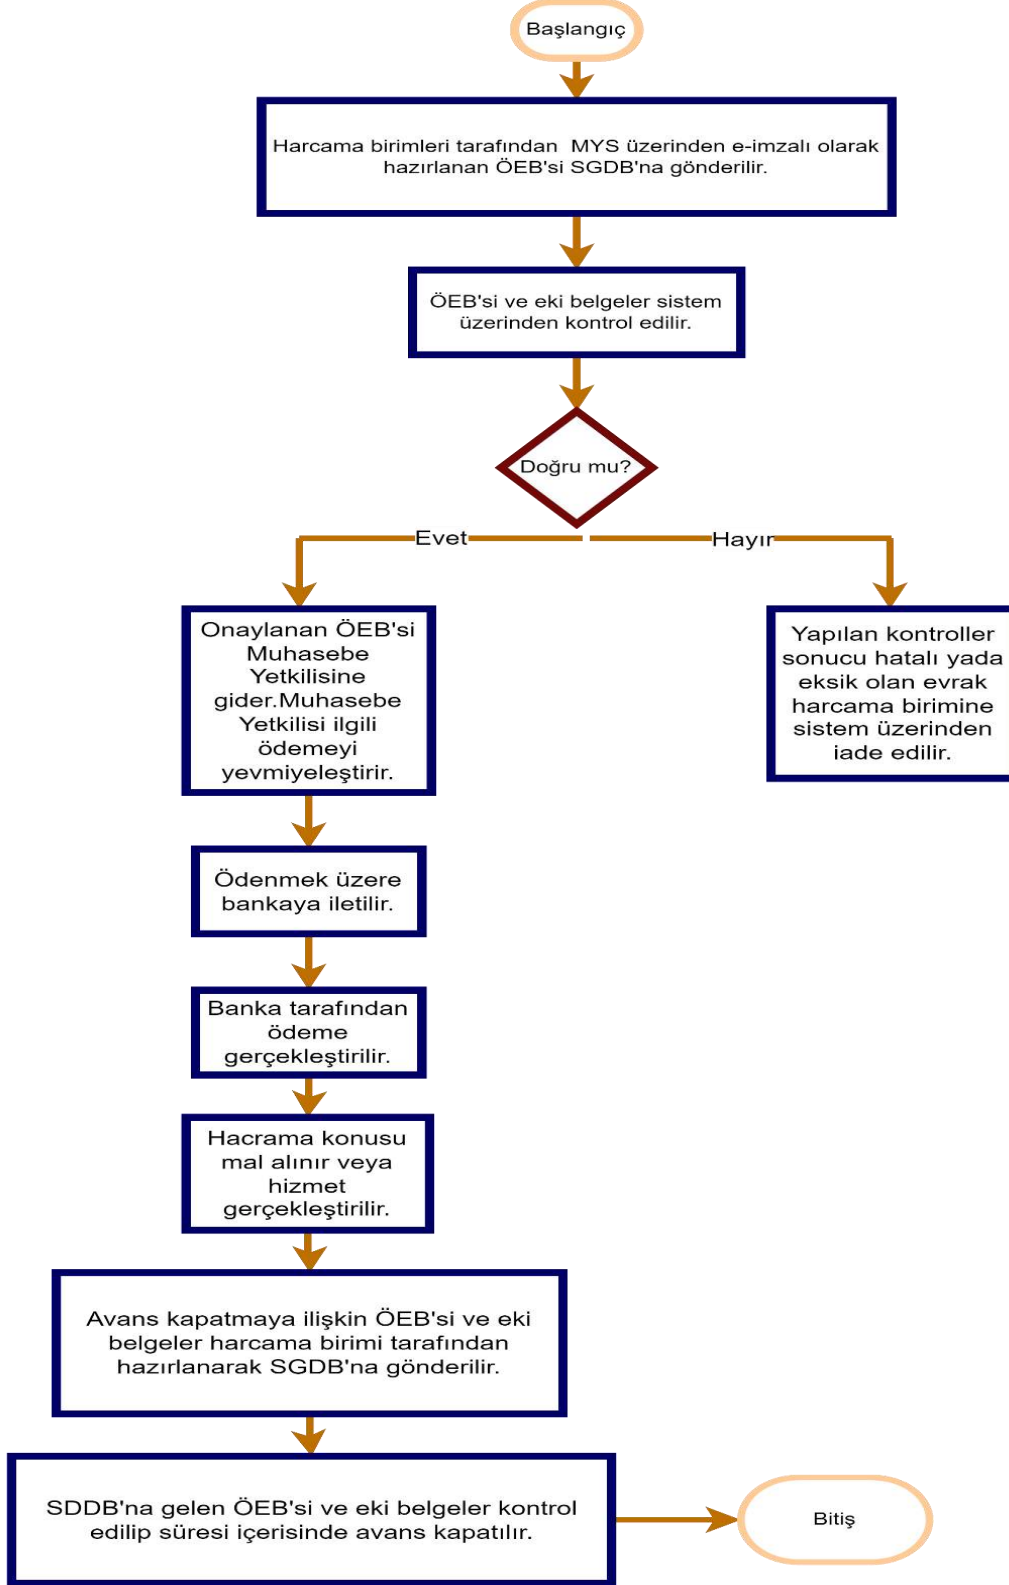 Başlangıç
Harcama birimleri tarafından  MYS üzerinden e-imzalı olarak
hazırlanan ÖEB'si SGDB'na gönderilir.
ÖEB'si ve eki belgeler sistem
üzerinden kontrol edilir.
Doğru mu?
Evet
Hayır
Onaylanan ÖEB'si
Muhasebe
Yetkilisine
gider.Muhasebe
Yetkilisi ilgili
ödemeyi
yevmiyeleştirir.
Yapılan kontroller
sonucu hatalı yada
eksik olan evrak
harcama birimine
sistem üzerinden
iade edilir.
Ödenmek üzere
bankaya iletilir.
Banka tarafından
ödeme
gerçekleştirilir.
Hacrama konusu
mal alınır veya
hizmet
gerçekleştirilir.
Avans kapatmaya ilişkin ÖEB'si ve eki
belgeler harcama birimi tarafından
hazırlanarak SGDB'na gönderilir.
SDDB'na gelen ÖEB'si ve eki belgeler kontrol
edilip süresi içerisinde avans kapatılır.
Bitiş